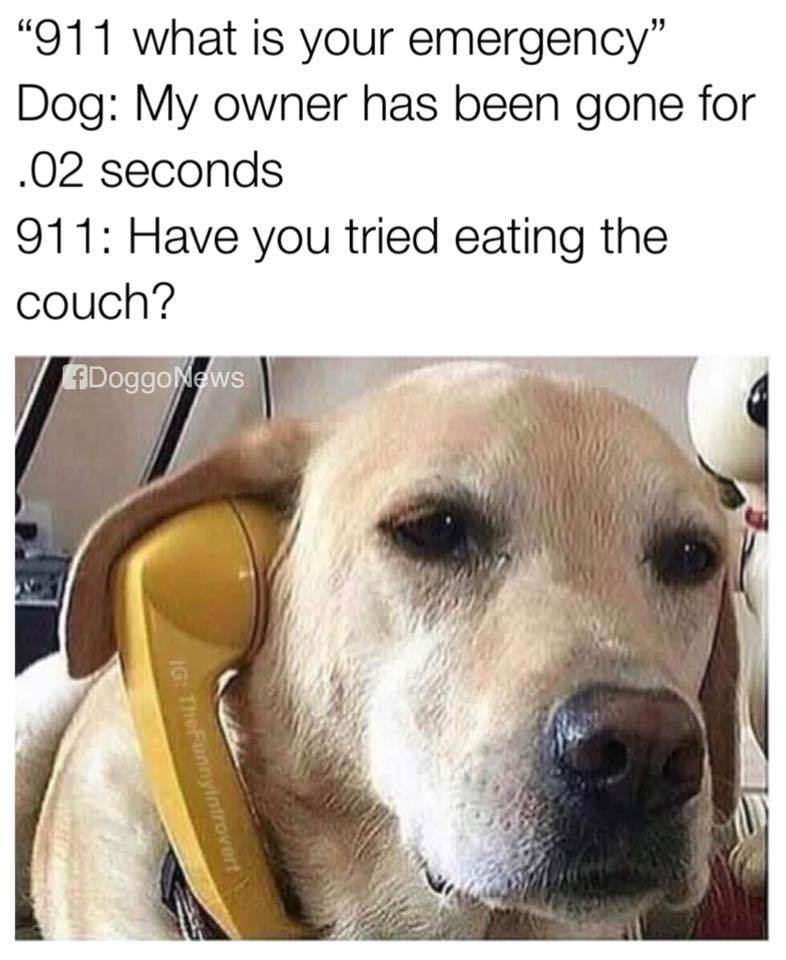 “911 what is your emergency”
Dog: My owner has been gone for
.02 seconds
911: Have you tried eating the
couch?
fDoggoNews
IG: TheFunnyIntrovert